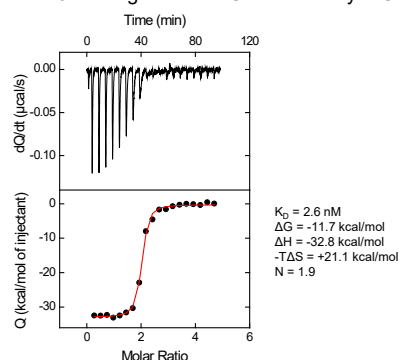 Time (min)
0 40 80 120
0.00
-0.05
-0.10
dQ/dt (µcal/s)
0
-10
-20
-30
Q (kcal/mol of injectant)
0 2 4 6
Molar Ratio
K_D = 2.6 nM
ΔG = -11.7 kcal/mol
ΔH = -32.8 kcal/mol
-TΔS = +21.1 kcal/mol
N = 1.9